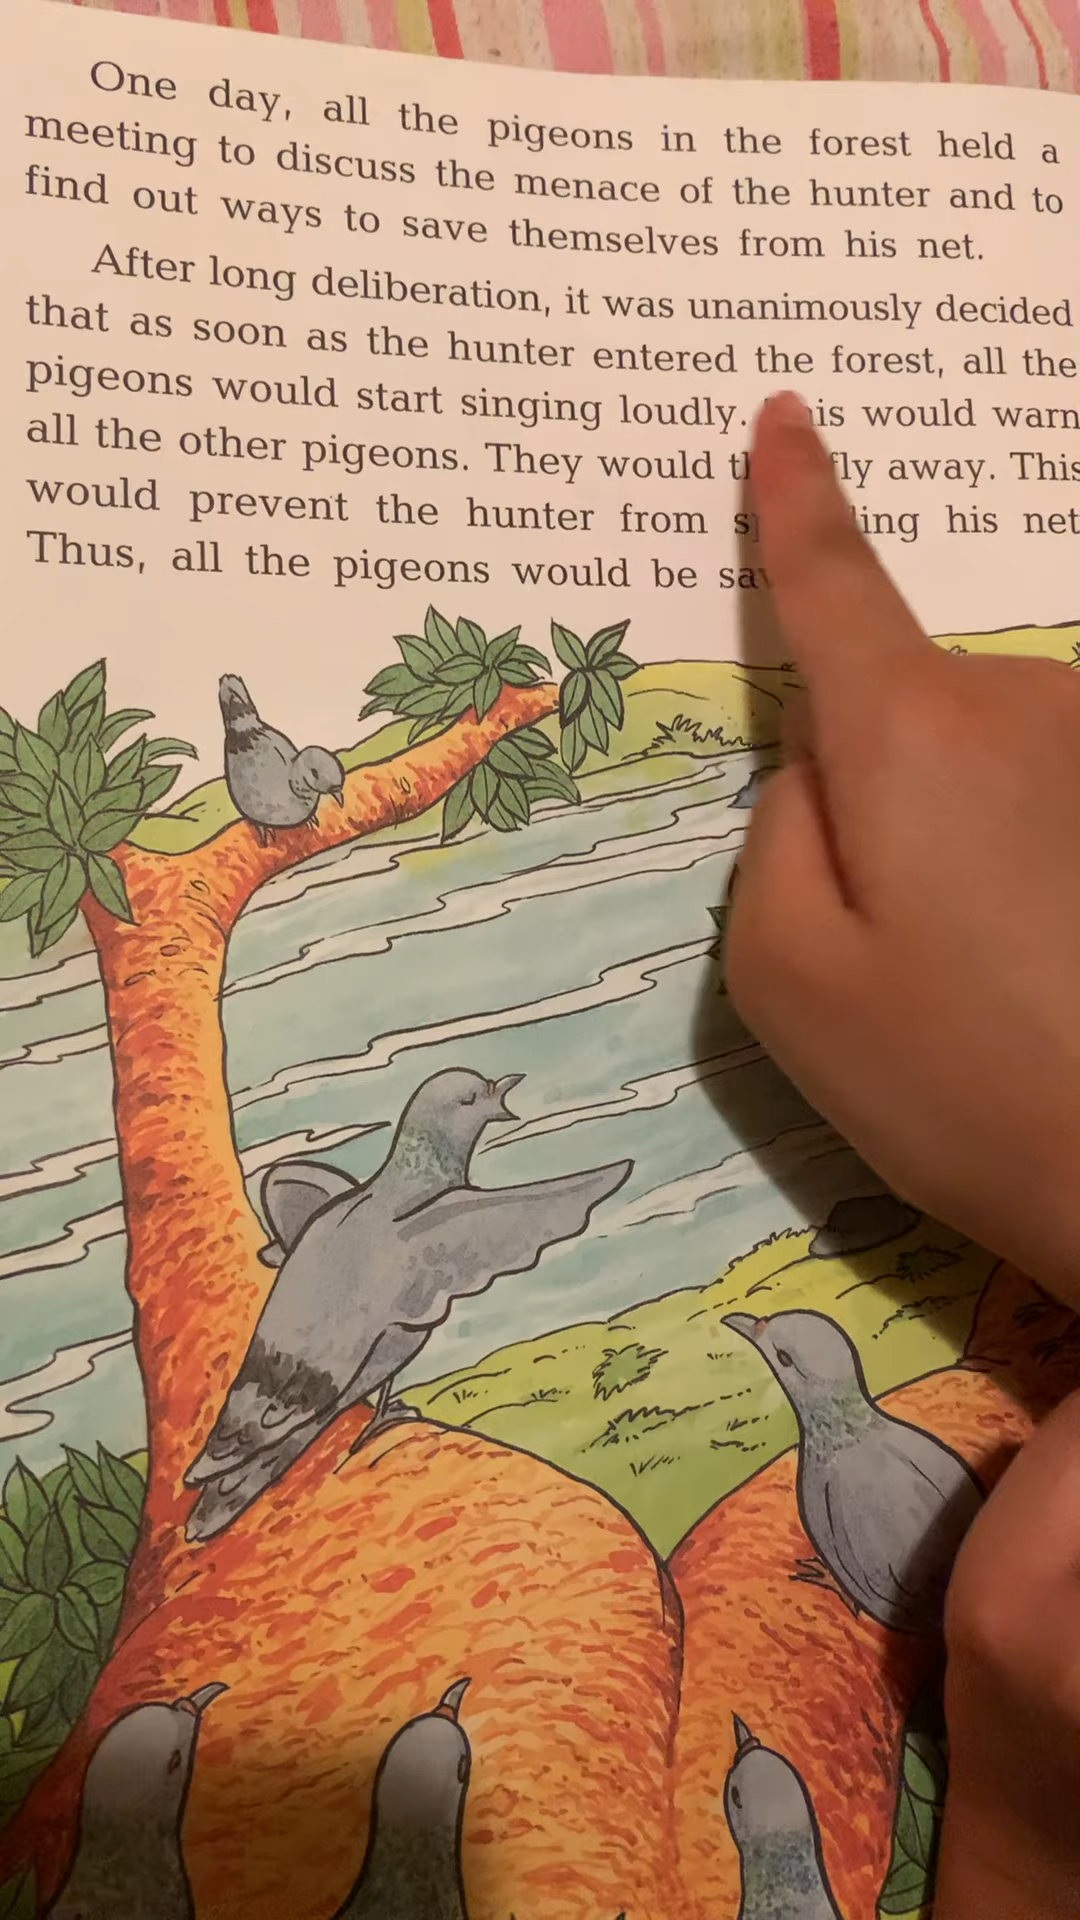 One day, all the pigeons in the forest held a
meeting to discuss the menace of the hunter and to
find out ways to save themselves from his net.
After long deliberation, it was unanimously decided
that as soon as the hunter entered the forest, all the
pigeons would start singing loudly. This would warn
all the other pigeons. They would fly away. This
would prevent the hunter from his net
Thus, all the pigeons would be